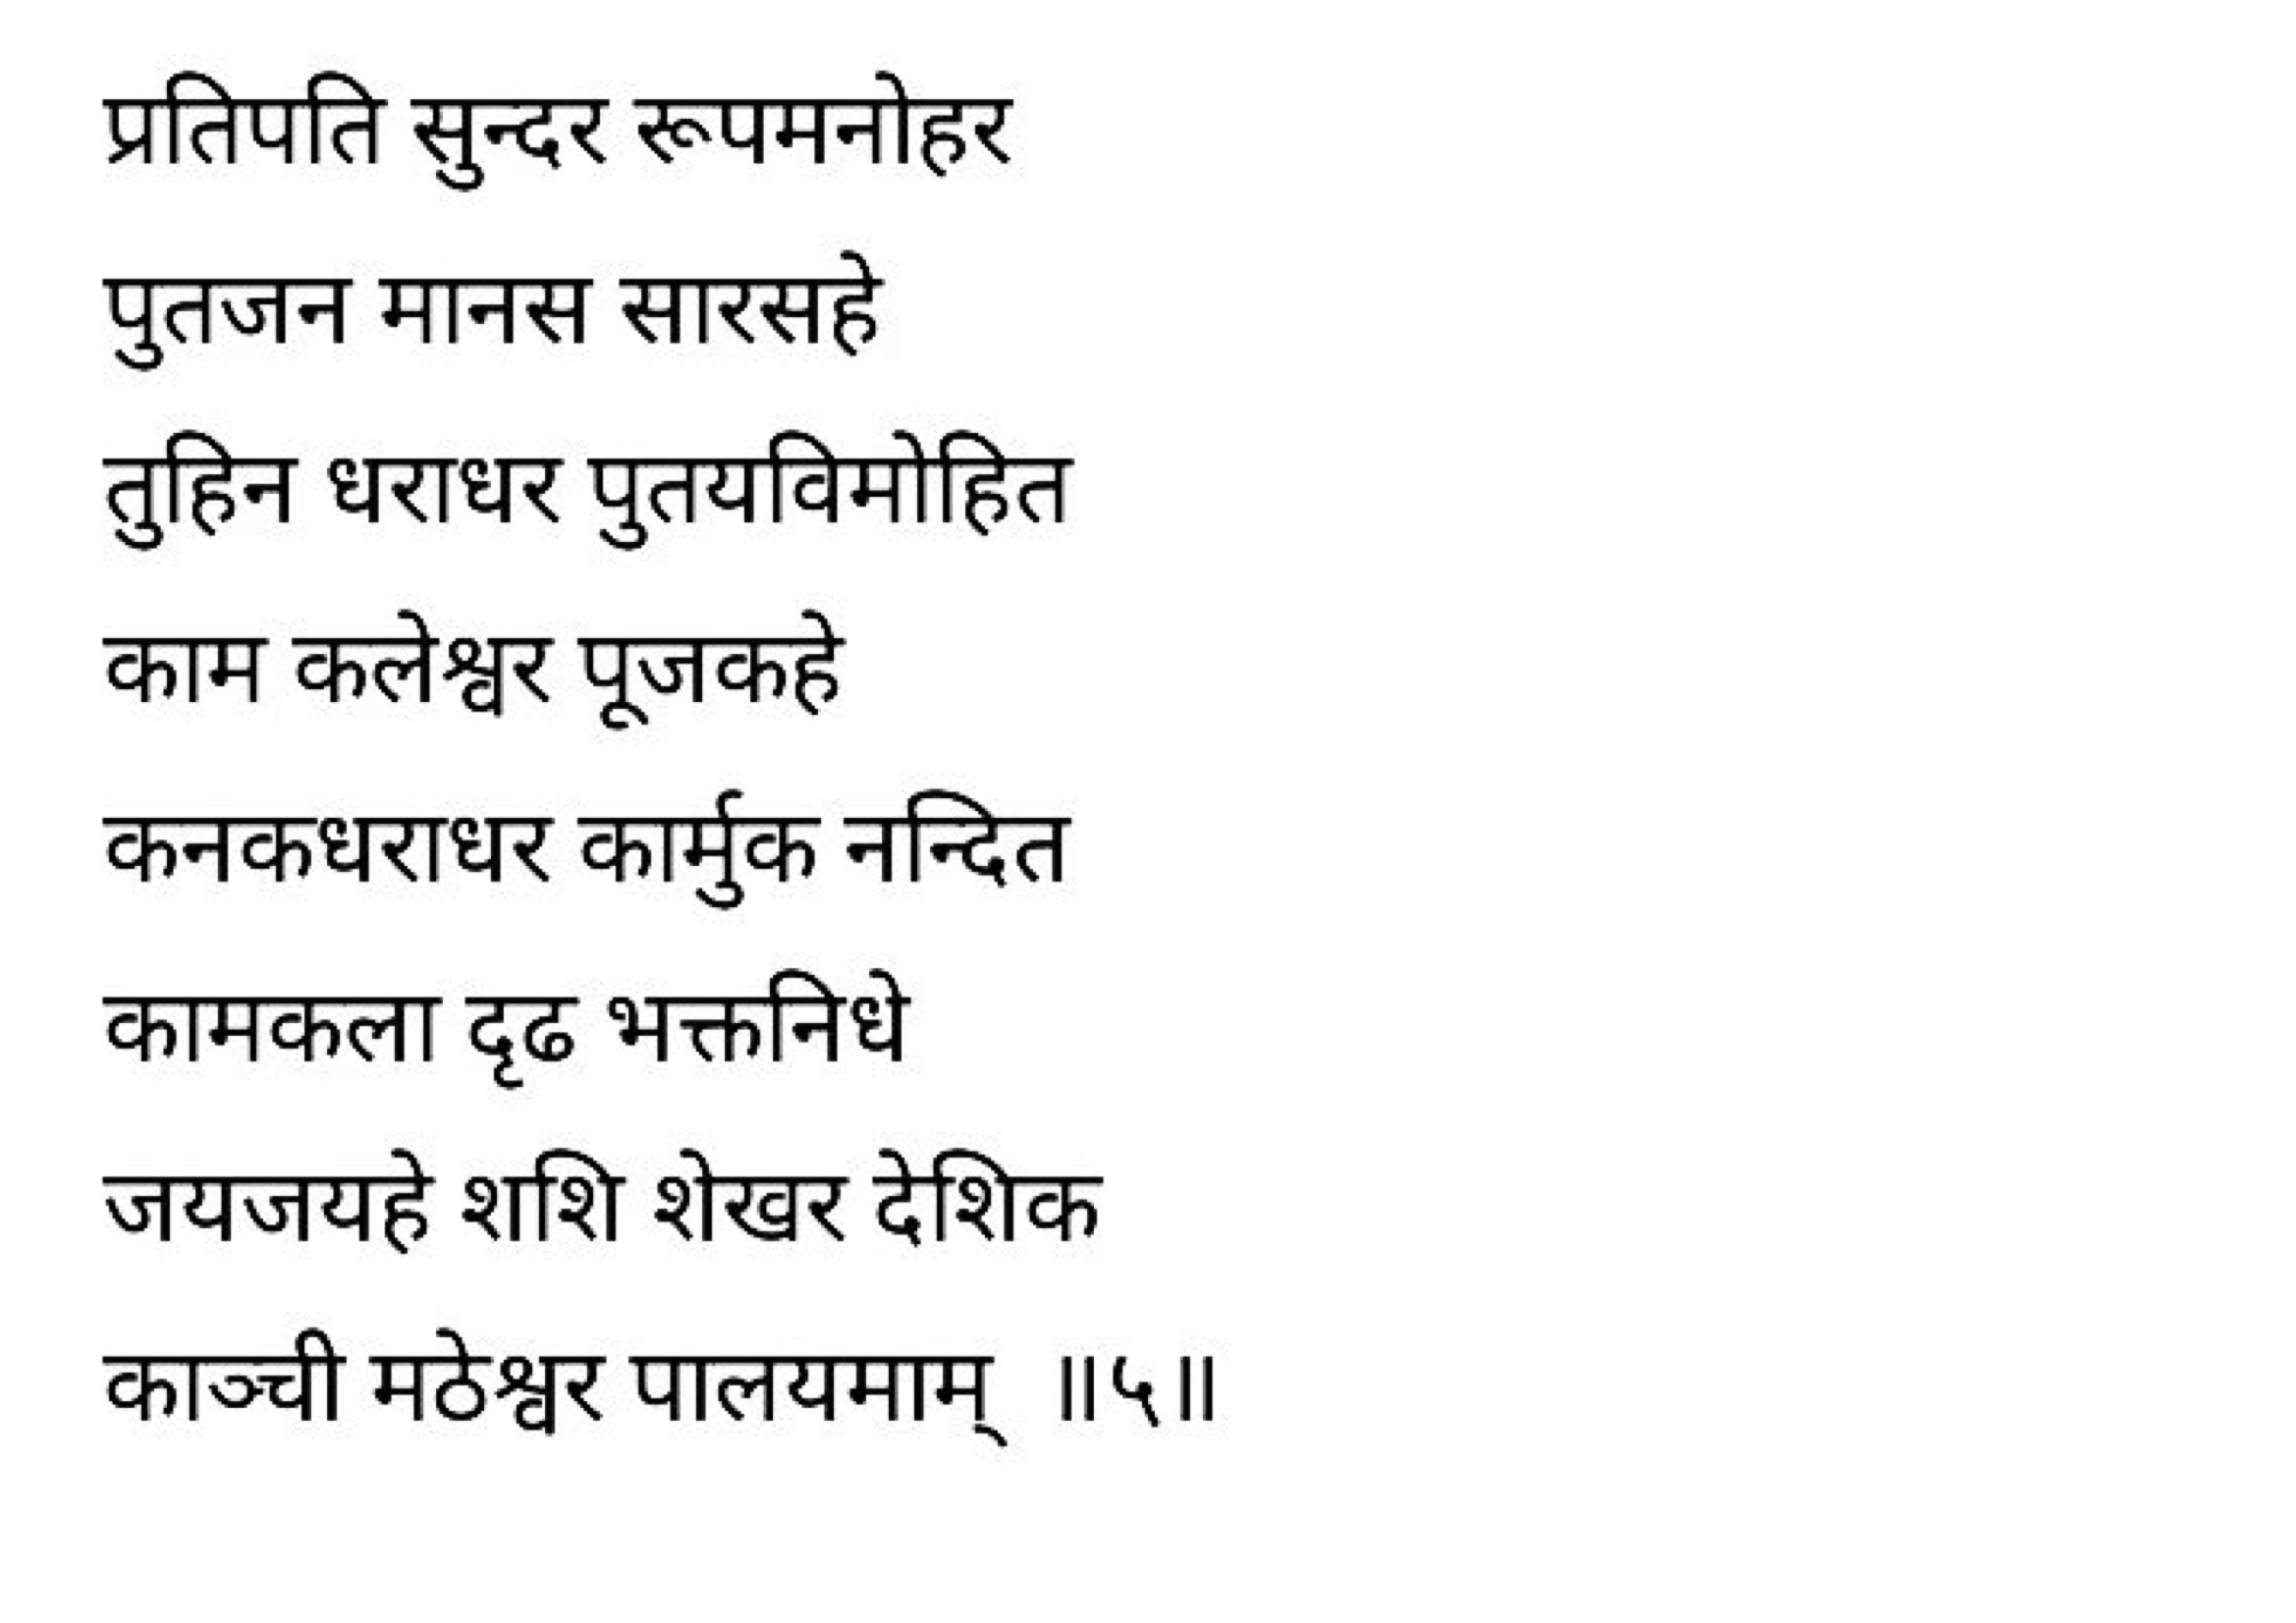 प्रतिपति सुन्दर रूपमनोहर
पुतजन मानस सारसहे
तुहिन धराधर पुतयविमोहित
काम कलेश्वर पूजकहे
कनकधराधर कार्मुक नन्दित
कामकला दृढ भक्तनिधे
जयजयहे शशि शेखर देशिक
काञ्ची मठेश्वर पालयमाम् ॥५॥